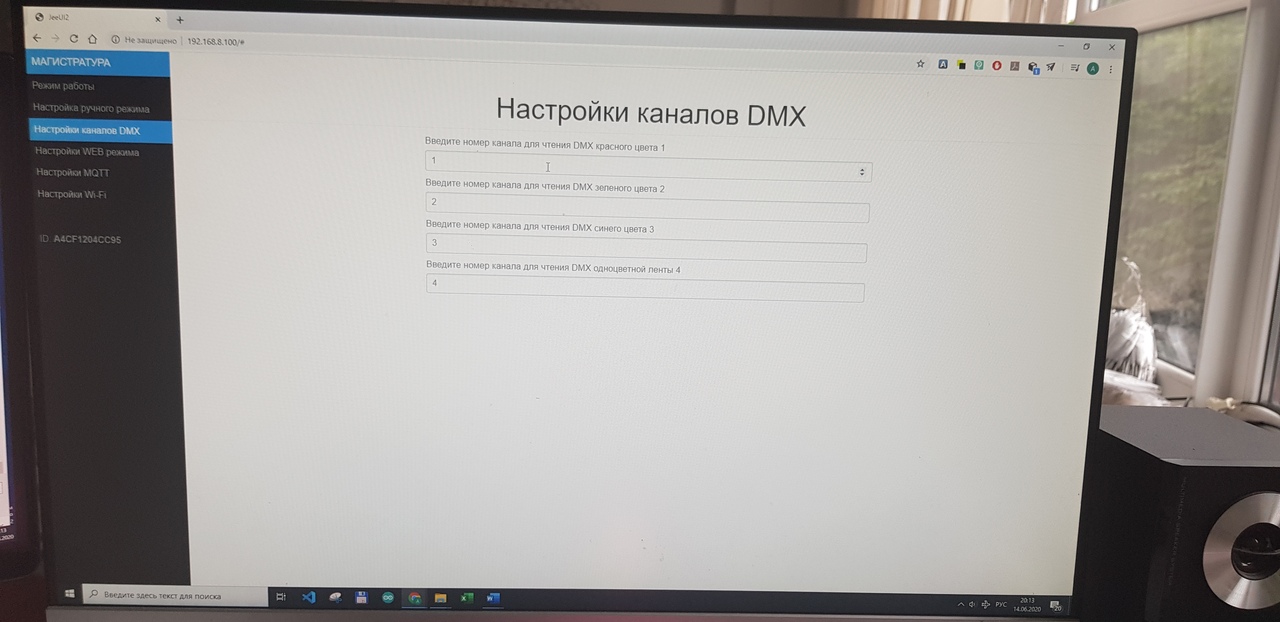 JeeUI2
Не защищено
192.168.8.100/#
МАГИСТРАТУРА
Режим работы
Настройка ручного режима
Настройки каналов DMX
Настройки WEB режима
Настройки MQTT
Настройки Wi-Fi
ID: A4CF1204CC95
Настройки каналов DMX
Введите номер канала для чтения DMX красного цвета 1
1
Введите номер канала для чтения DMX зеленого цвета 2
2
Введите номер канала для чтения DMX синего цвета 3
3
Введите номер канала для чтения DMX одноцветной ленты 4
4
Введите здесь текст для поиска
РУС
20:13
14.06.2020